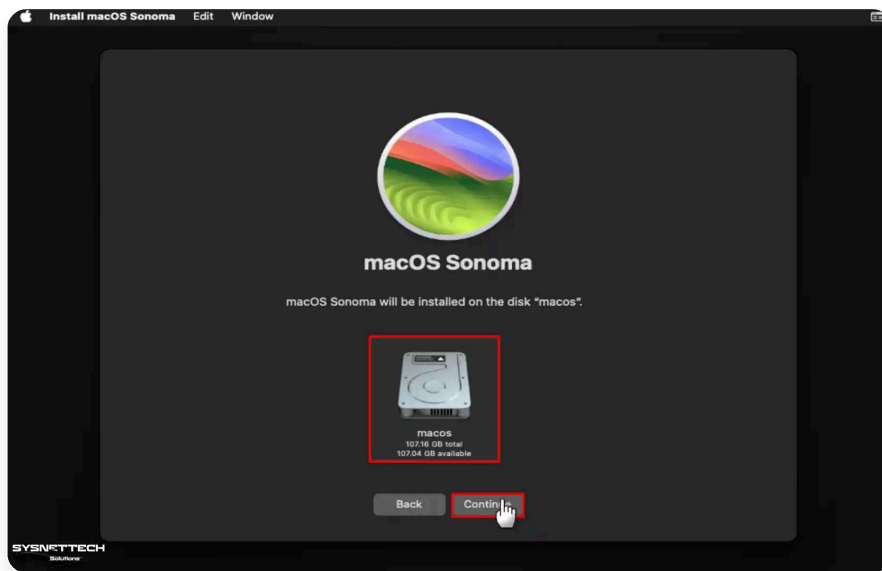 Install macOS Sonoma Edit Window
macOS Sonoma
macOS Sonoma will be installed on the disk “macos”.
macos
107.16 GB total
107.04 GB available
Back Continue
SYSNETTECH
Solutions